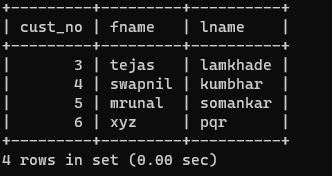 +---------+---------+----------+
| cust_no | fname   | lname    |
+---------+---------+----------+
|       3 | tejas   | lamkhade |
|       4 | swapnil | kumbhar  |
|       5 | mrunal  | somankar |
|       6 | xyz     | pqr      |
+---------+---------+----------+
4 rows in set (0.00 sec)